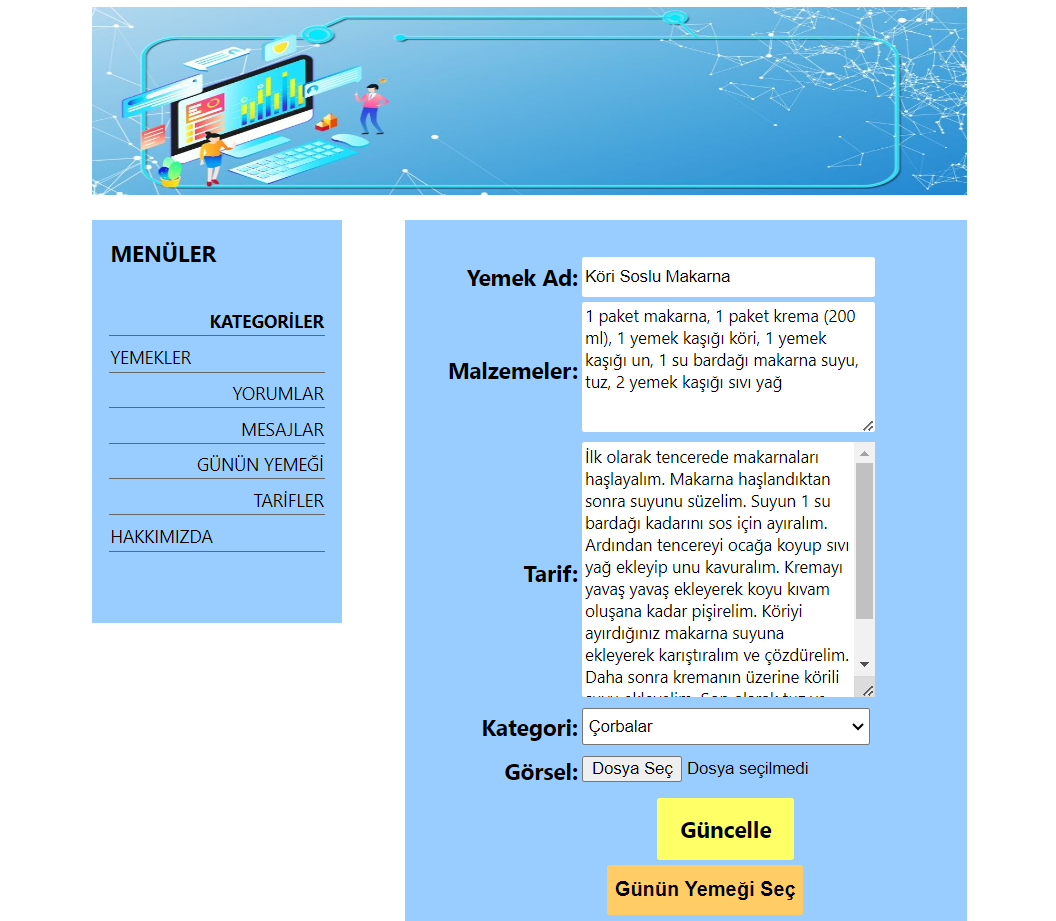 MENÜLER
KATEGORİLER
YEMEKLER
YORUMLAR
MESAJLAR
GÜNÜN YEMEĞİ
TARİFLER
HAKKIMIZDA
Yemek Ad: Köri Soslu Makarna
Malzemeler:
1 paket makarna, 1 paket krema (200
ml), 1 yemek kaşığı köri, 1 yemek
kaşığı un, 1 su bardağı makarna suyu,
tuz, 2 yemek kaşığı sıvı yağ
Tarif:
İlk olarak tencerede makarnaları
haşlayalım. Makarna haşlandıktan
sonra suyunu süzelim. Suyun 1 su
bardağı kadarını sos için ayıralım.
Ardından tencereyi ocağa koyup sıvı
yağ ekleyip unu kavuralım. Kremayı
yavaş yavaş ekleyerek koyu kıvam
oluşana kadar pişirelim. Köriyi
ayırdığınız makarna suyuna
ekleyerek karıştıralım ve çözdürelim.
Daha sonra kremanın üzerine körili
Kategori: Çorbalar
Görsel: Dosya Seç Dosya seçilmedi
Güncelle
Günün Yemeği Seç